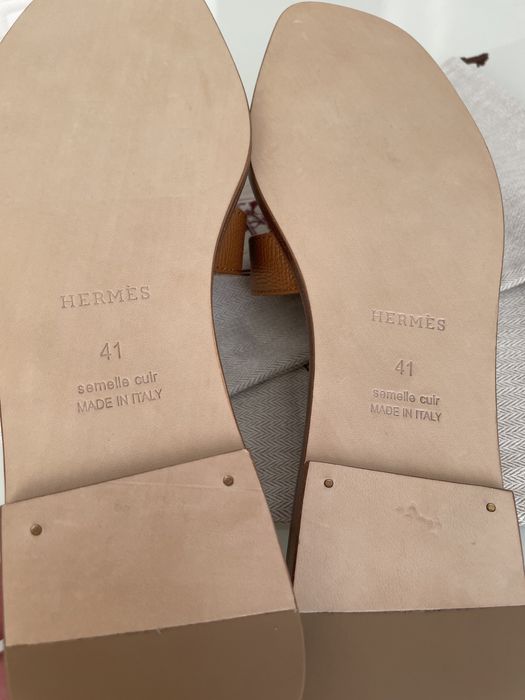 HERMÈS
41
semelle cuir
MADE IN ITALY
HERMÈS
41
semelle cuir
MADE IN ITALY